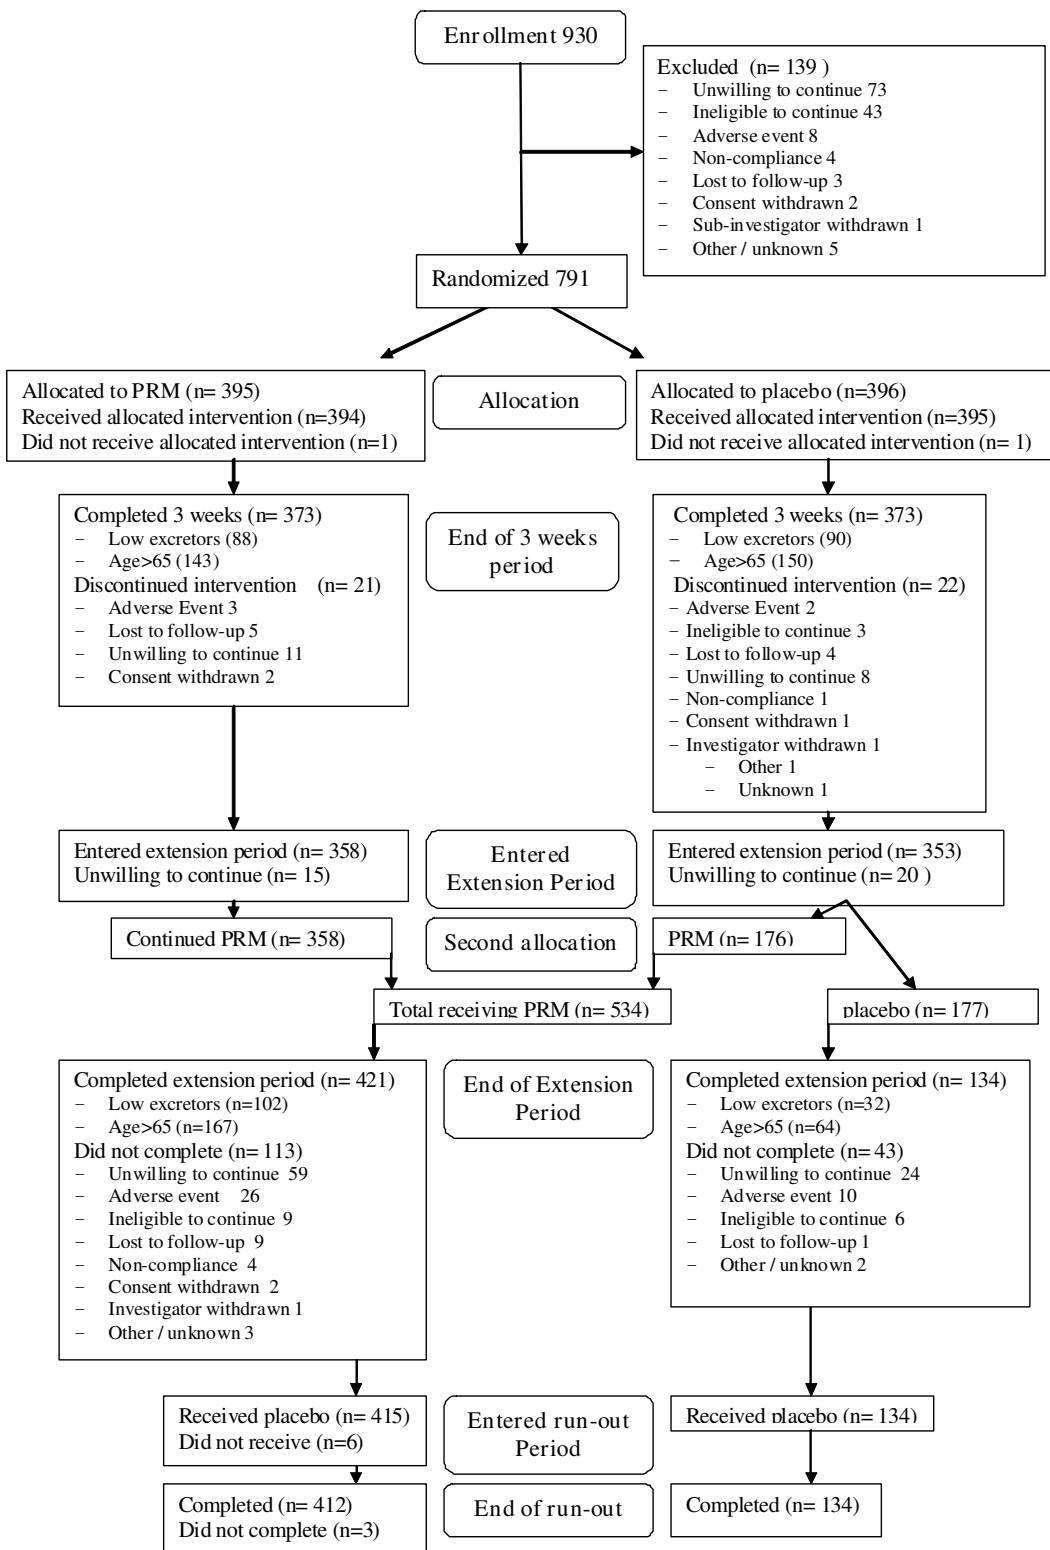 Enrollment 930
Excluded (n= 139 )
– Unwilling to continue 73
– Ineligible to continue 43
– Adverse event 8
– Non-compliance 4
– Lost to follow-up 3
– Consent withdrawn 2
– Sub-investigator withdrawn 1
– Other / unknown 5
Randomized 791
Allocated to PRM (n= 395)
Received allocated intervention (n=394)
Did not receive allocated intervention (n=1)
Allocation
Allocated to placebo (n=396)
Received allocated intervention (n=395)
Did not receive allocated intervention (n= 1)
Completed 3 weeks (n= 373)
– Low excretors (88)
– Age>65 (143)
Discontinued intervention (n= 21)
– Adverse Event 3
– Lost to follow-up 5
– Unwilling to continue 11
– Consent withdrawn 2
End of 3 weeks
period
Completed 3 weeks (n= 373)
– Low excretors (90)
– Age>65 (150)
Discontinued intervention (n= 22)
– Adverse Event 2
– Ineligible to continue 3
– Lost to follow-up 4
– Unwilling to continue 8
– Non-compliance 1
– Consent withdrawn 1
– Investigator withdrawn 1
– Other 1
– Unknown 1
Entered extension period (n= 358)
Unwilling to continue (n= 15)
Entered
Extension Period
Entered extension period (n= 353)
Unwilling to continue (n= 20 )
Continued PRM (n= 358)
Second allocation
PRM (n= 176)
Total receiving PRM (n= 534)
placebo (n= 177)
Completed extension period (n= 421)
– Low excretors (n=102)
– Age>65 (n=167)
Did not complete (n= 113)
– Unwilling to continue 59
– Adverse event 26
– Ineligible to continue 9
– Lost to follow-up 9
– Non-compliance 4
– Consent withdrawn 2
– Investigator withdrawn 1
– Other / unknown 3
End of Extension
Period
Completed extension period (n= 134)
– Low excretors (n=32)
– Age>65 (n=64)
Did not complete (n= 43)
– Unwilling to continue 24
– Adverse event 10
– Ineligible to continue 6
– Lost to follow-up 1
– Other / unknown 2
Received placebo (n= 415)
Did not receive (n=6)
Entered run-out
Period
Received placebo (n= 134)
Completed (n= 412)
Did not complete (n=3)
End of run-out
Completed (n= 134)